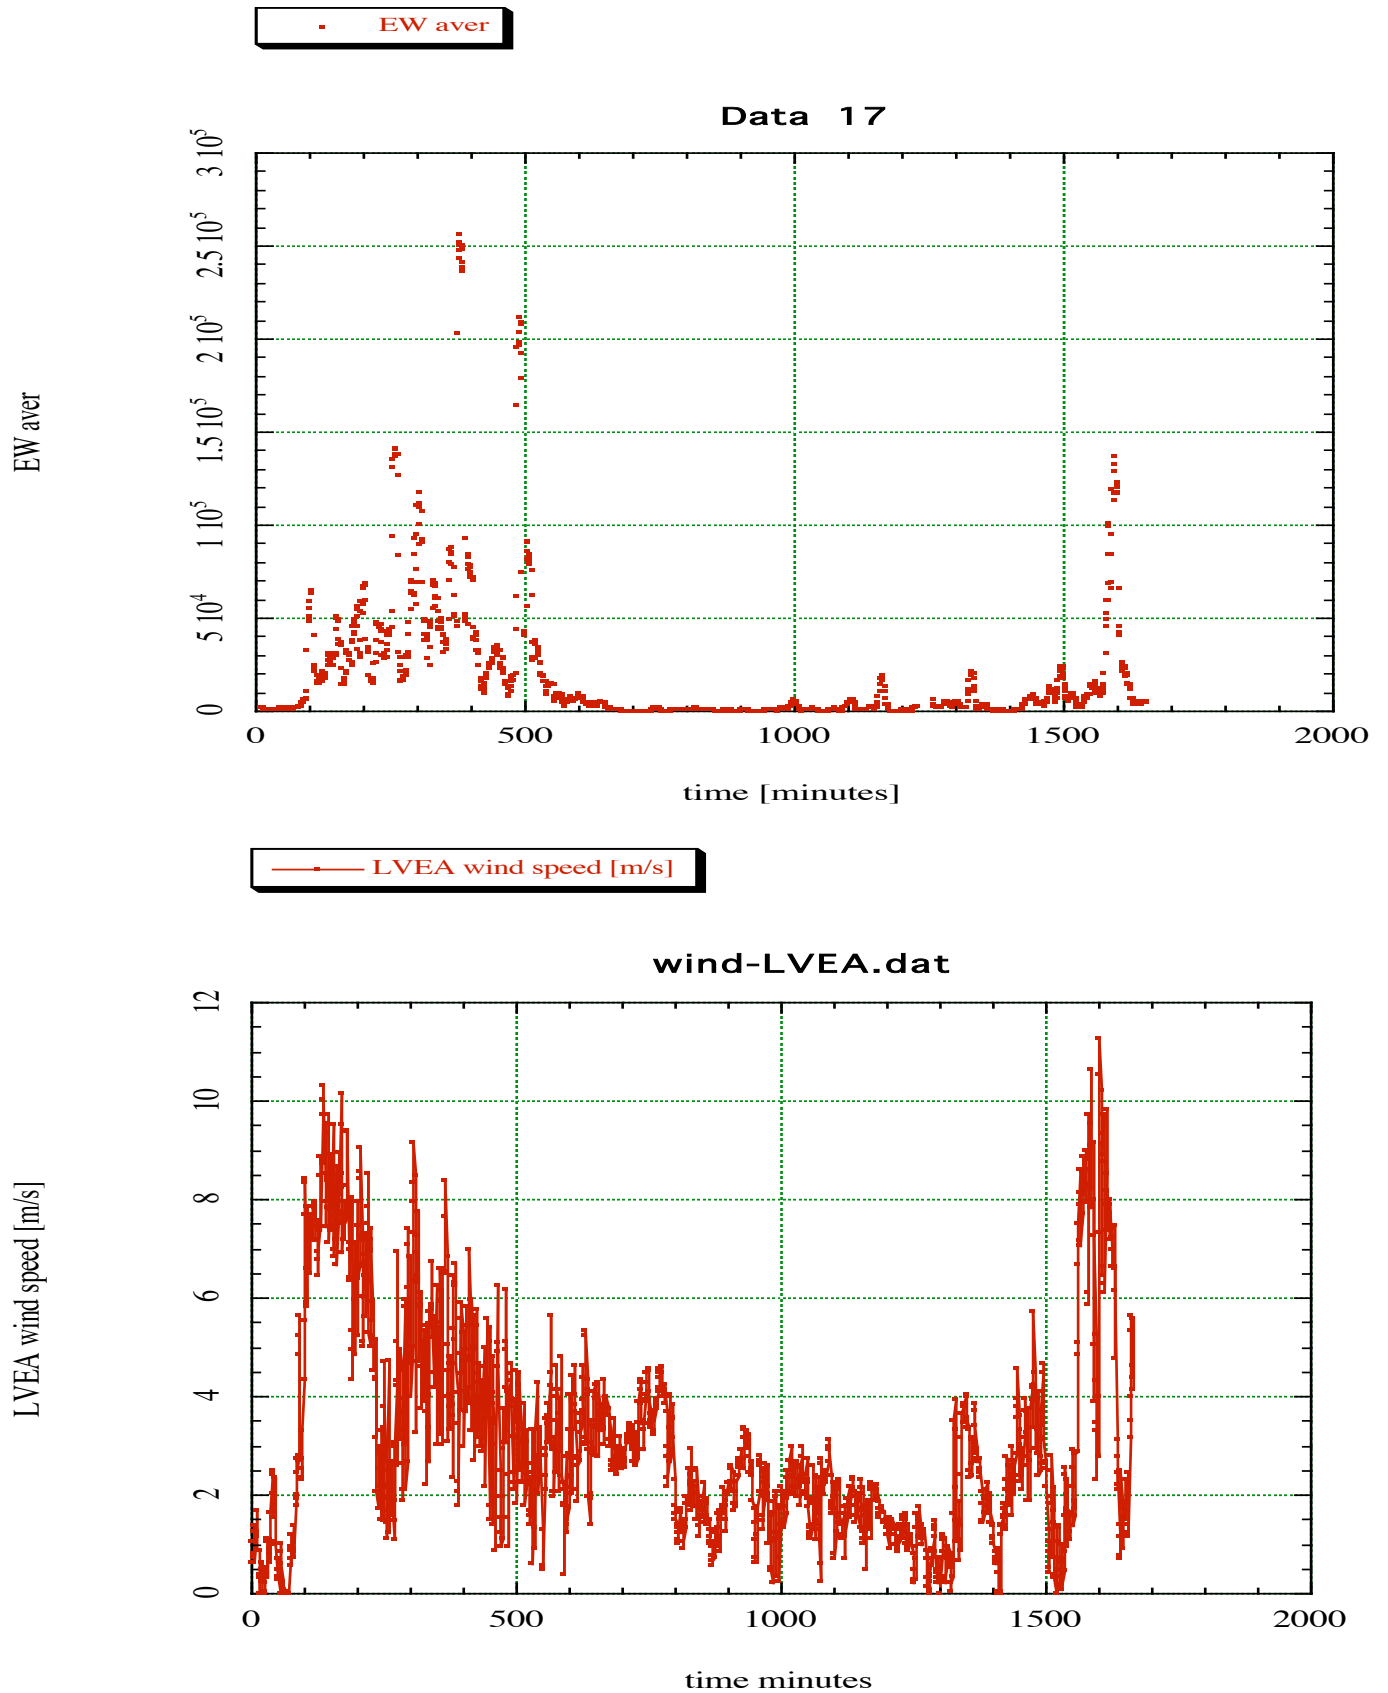 EW aver
Data 17
3 10^5
2.5 10^5
2 10^5
1.5 10^5
1 10^5
5 10^4
0
EW aver
0 500 1000 1500 2000
time [minutes]
LVEA wind speed [m/s]
wind-LVEA.dat
12
10
8
6
4
2
0
LVEA wind speed [m/s]
0 500 1000 1500 2000
time minutes